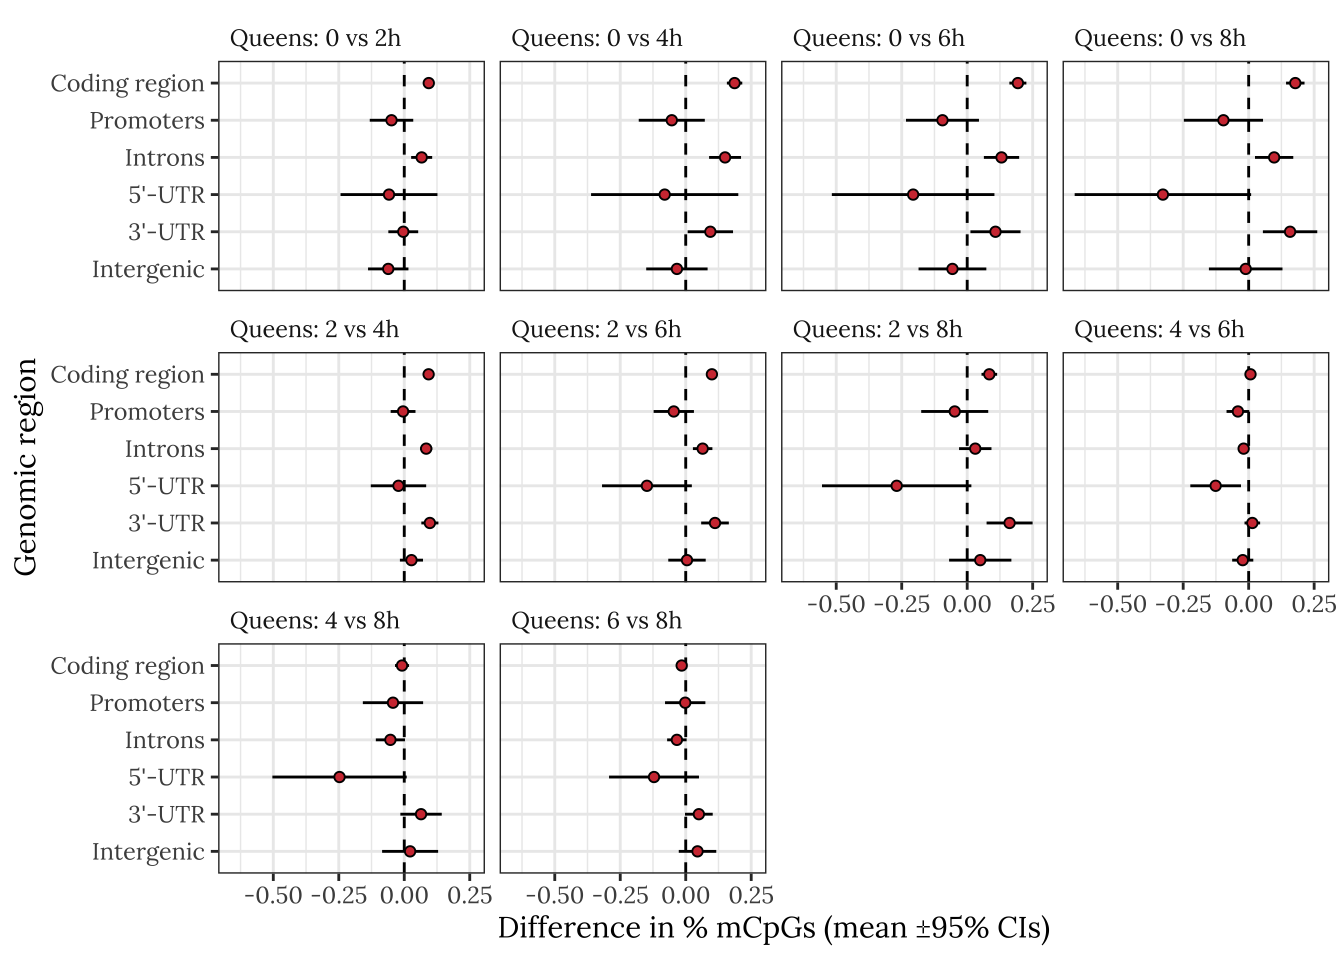 Queens: 0 vs 2h
Queens: 0 vs 4h
Queens: 0 vs 6h
Queens: 0 vs 8h
Coding region
Promoters
Introns
5'-UTR
3'-UTR
Intergenic
Queens: 2 vs 4h
Queens: 2 vs 6h
Queens: 2 vs 8h
Queens: 4 vs 6h
Genomic region
Coding region
Promoters
Introns
5'-UTR
3'-UTR
Intergenic
−0.50 −0.25 0.00 0.25
−0.50 −0.25 0.00 0.25
Queens: 4 vs 8h
Queens: 6 vs 8h
Coding region
Promoters
Introns
5'-UTR
3'-UTR
Intergenic
−0.50 −0.25 0.00 0.25
−0.50 −0.25 0.00 0.25
Difference in % mCpGs (mean ±95% CIs)